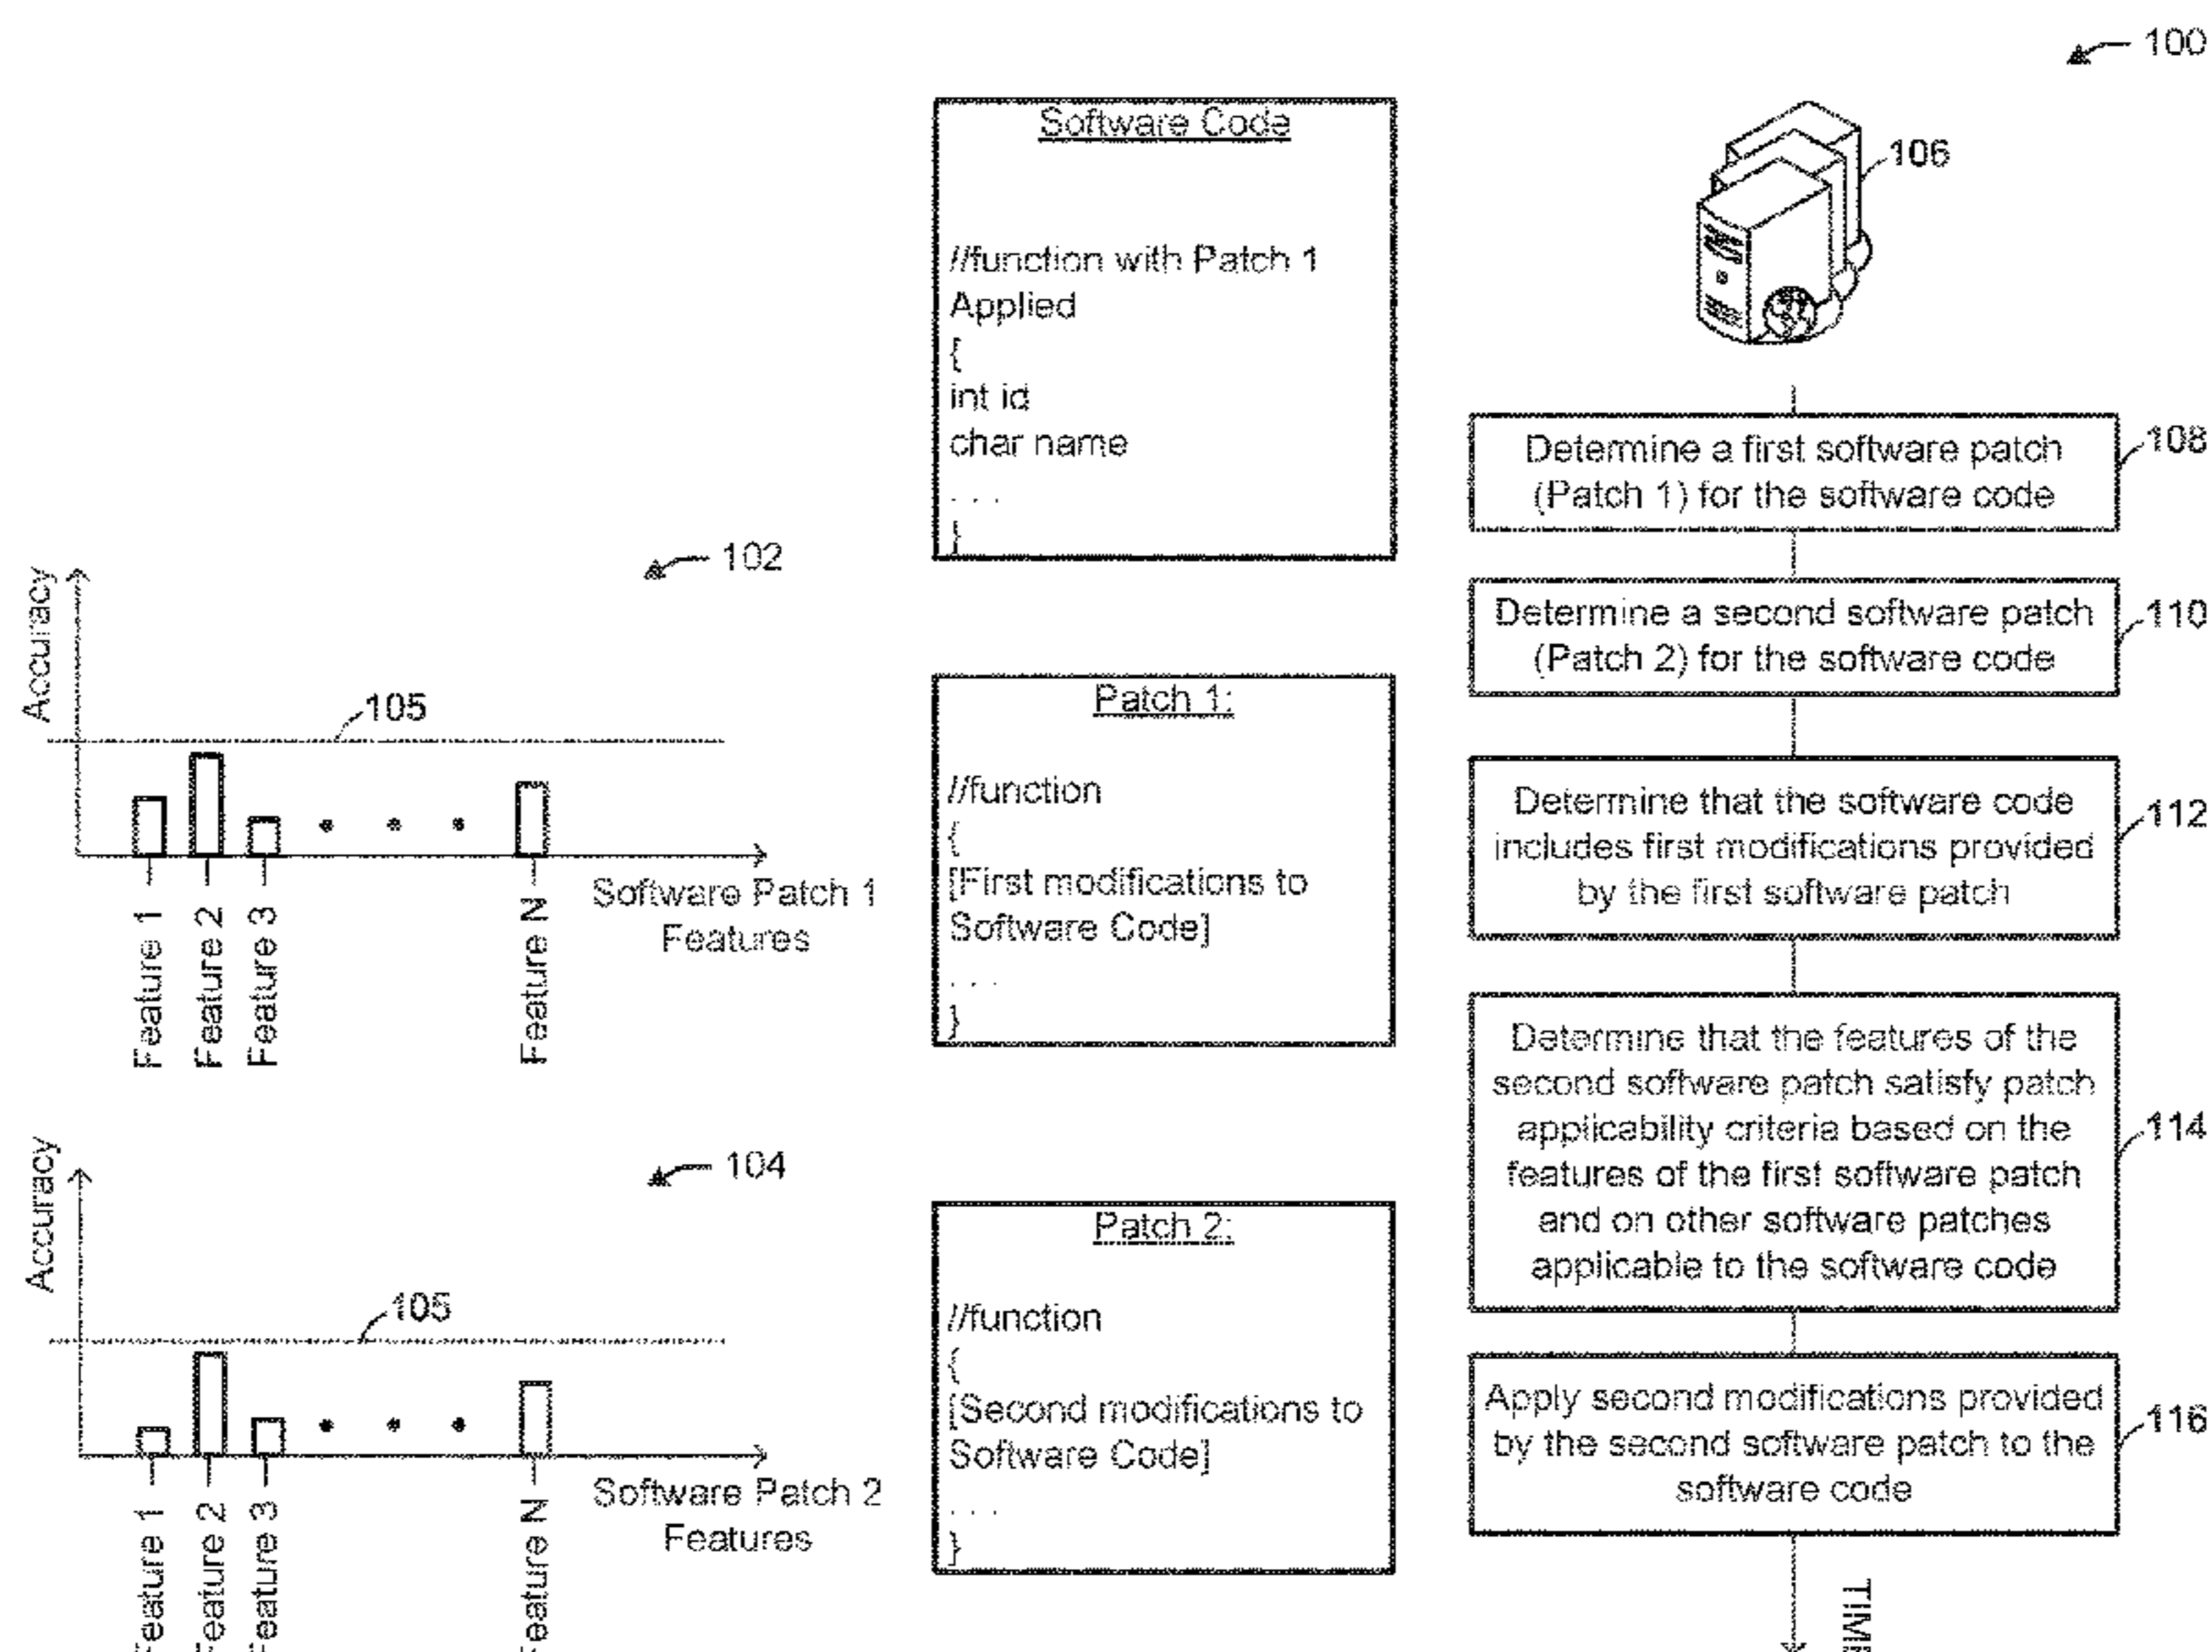 100
Software Code
//function with Patch 1
Applied
{
int id
char name
. . .
}
106
Determine a first software patch
(Patch 1) for the software code
108
Determine a second software patch
(Patch 2) for the software code
110
Determine that the software code
includes first modifications provided
by the first software patch
112
Determine that the features of the
second software patch satisfy patch
applicability criteria based on the
features of the first software patch
and on other software patches
applicable to the software code
114
Apply second modifications provided
by the second software patch to the
software code
116
102
Accuracy
105
Feature 1
Feature 2
Feature 3
Feature N
Software Patch 1
Features
Patch 1:
//function
{
[First modifications to
Software Code]
. . .
}
104
Accuracy
105
Feature 1
Feature 2
Feature 3
Feature N
Software Patch 2
Features
Patch 2:
//function
{
[Second modifications to
Software Code]
. . .
}